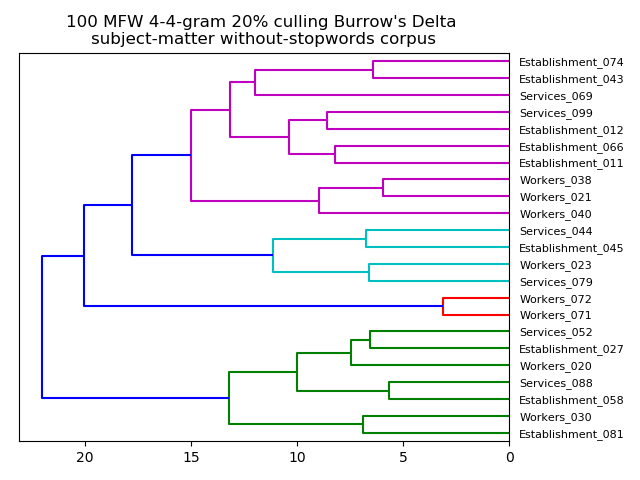 100 MFW 4-4-gram 20% culling Burrow's Delta
subject-matter without-stopwords corpus
Establishment_074
Establishment_043
Services_069
Services_099
Establishment_012
Establishment_066
Establishment_011
Workers_038
Workers_021
Workers_040
Services_044
Establishment_045
Workers_023
Services_079
Workers_072
Workers_071
Services_052
Establishment_027
Workers_020
Services_088
Establishment_058
Workers_030
Establishment_081
20 15 10 5 0